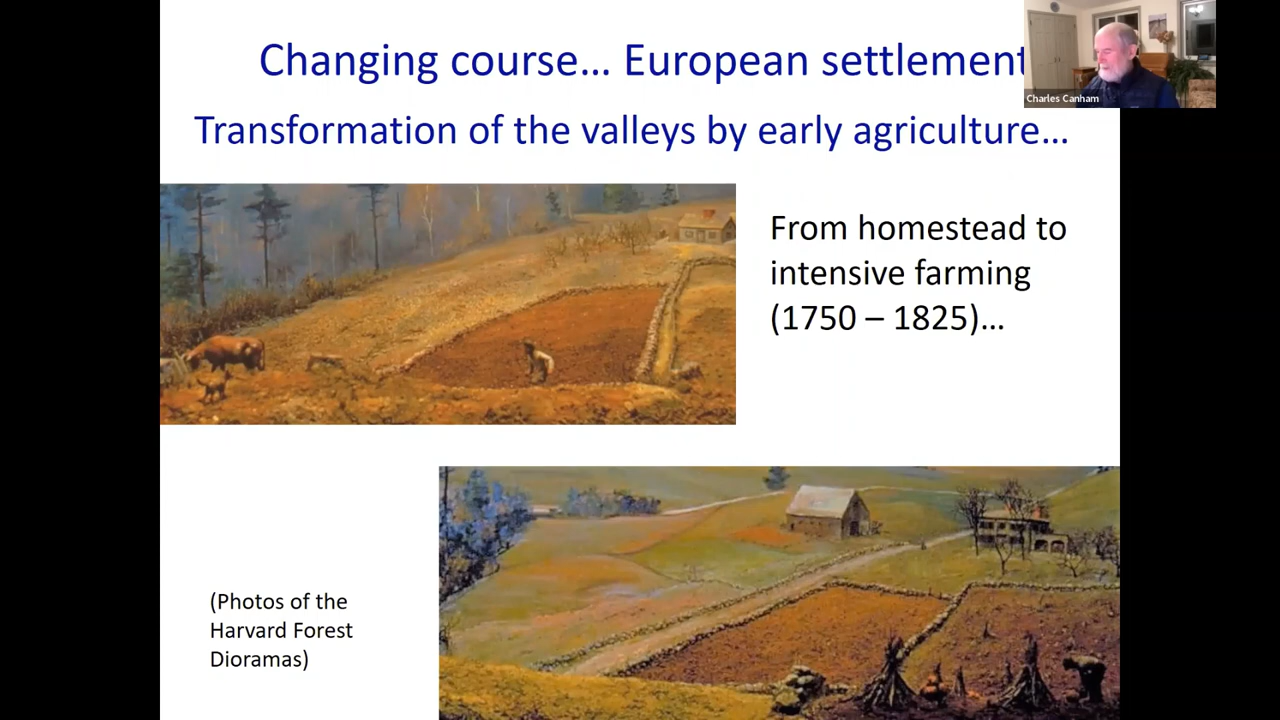 Changing course… European settlement
Charles Canham
Transformation of the valleys by early agriculture…
From homestead to
intensive farming
(1750 – 1825)…
(Photos of the
Harvard Forest
Dioramas)